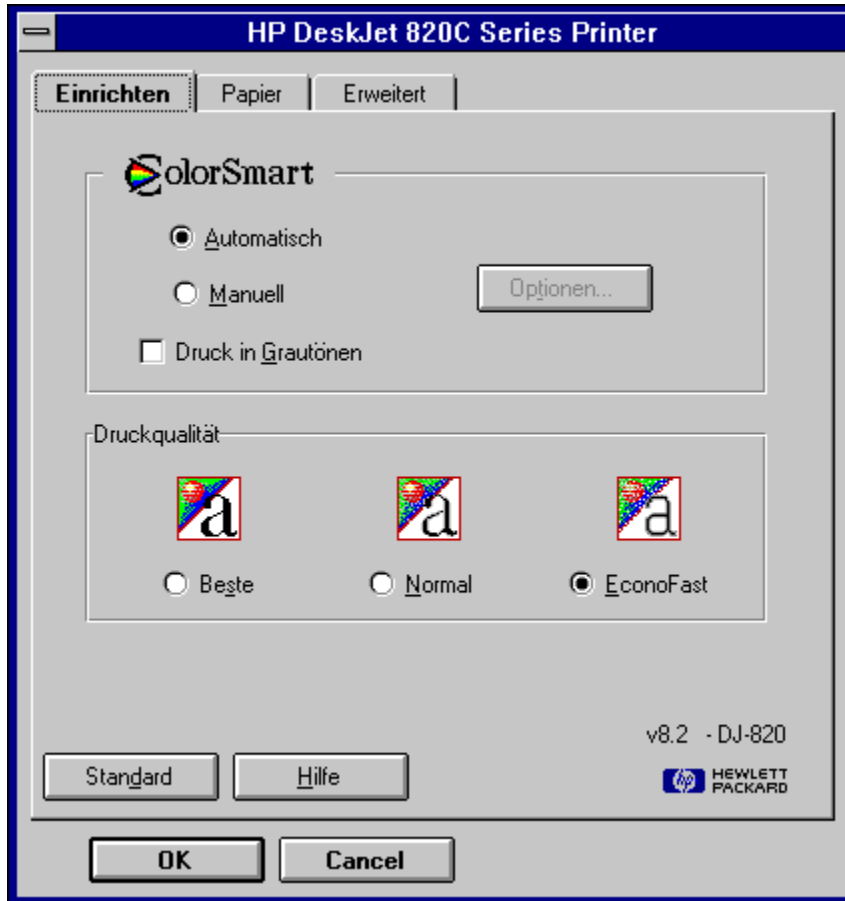 HP DeskJet 820C Series Printer
Einrichten Papier Erweitert
ColorSmart
Automatisch
Manuell Optionen...
Druck in Grautönen
Druckqualität
a a a
Beste Normal EconoFast
v8.2 - DJ-820
Standard Hilfe hp HEWLETT
PACKARD
OK Cancel